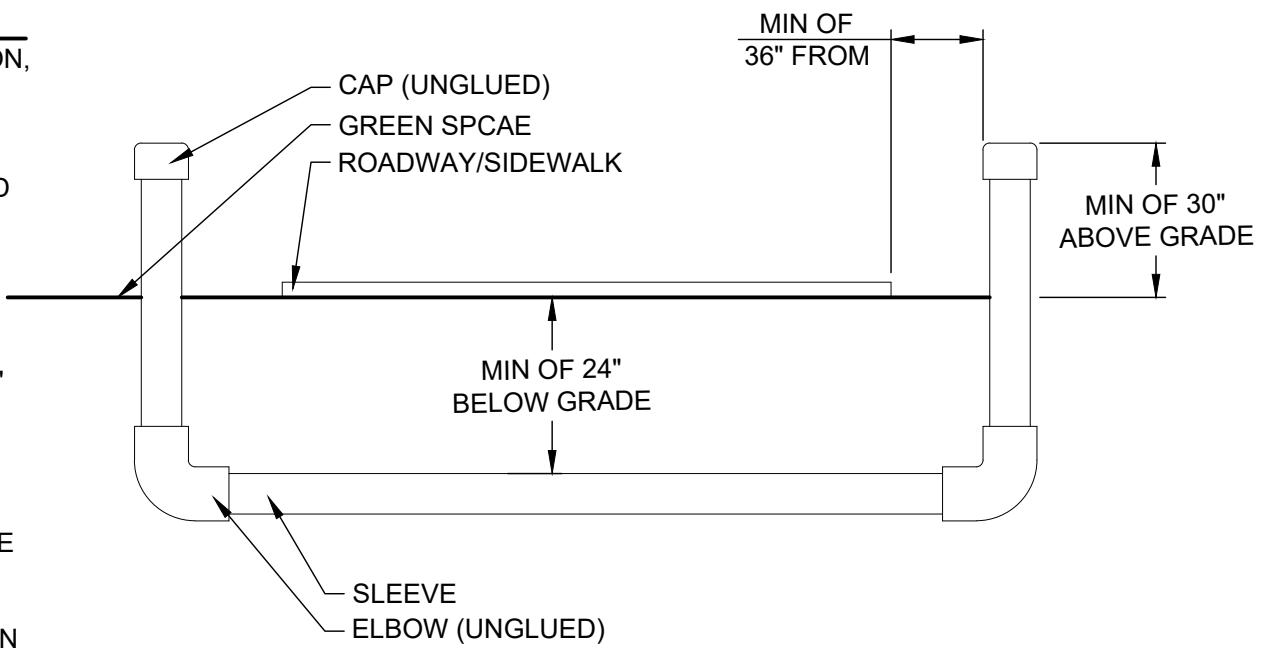 ON,
MIN OF
36" FROM
CAP (UNGLUED)
GREEN SPCAE
ROADWAY/SIDEWALK
MIN OF 30"
ABOVE GRADE
MIN OF 24"
BELOW GRADE
SLEEVE
ELBOW (UNGLUED)